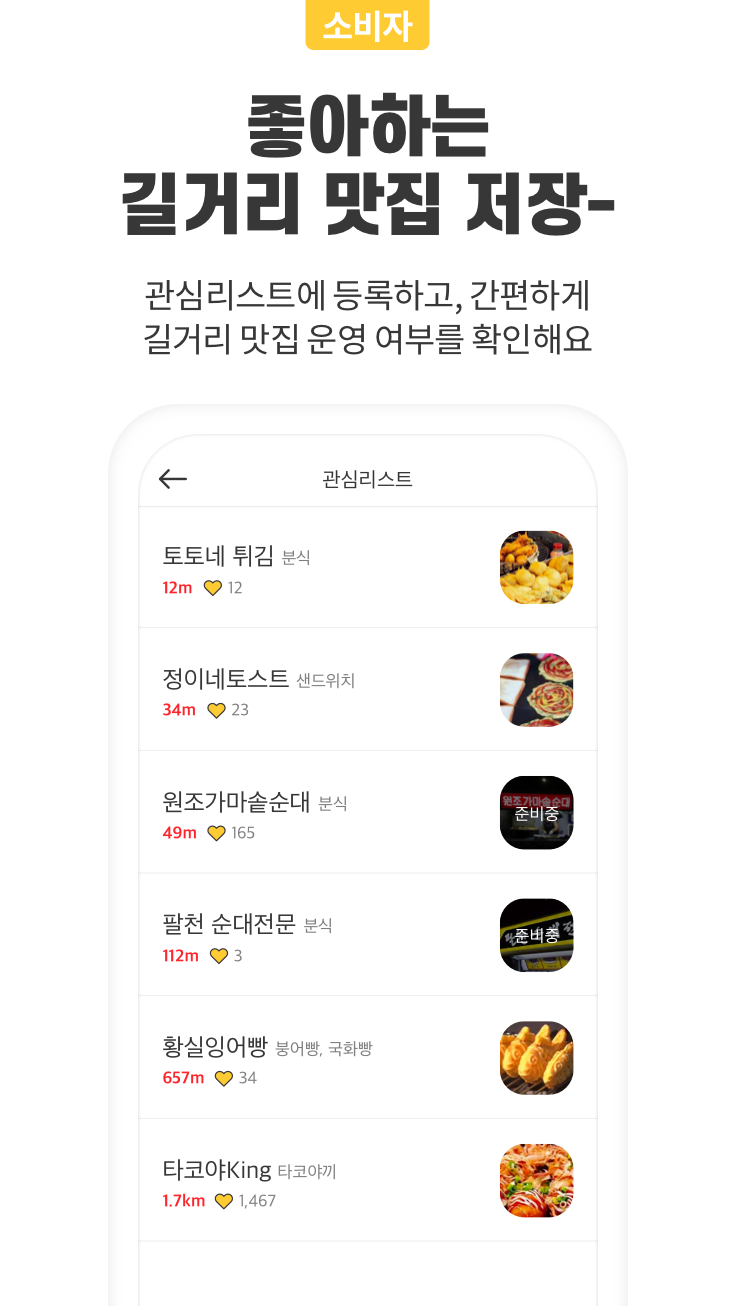 소비자
좋아하는
길거리 맛집 저장-
관심리스트에 등록하고, 간편하게
길거리 맛집 운영 여부를 확인해요
관심리스트
토토네 튀김 분식
12m 12
정이네토스트 샌드위치
34m 23
원조가마솥순대 분식
49m 165
원조가마솥순대
준비중
팔천 순대전문 분식
112m 3
준비중
황실잉어빵 붕어빵, 국화빵
657m 34
타코야King 타코야끼
1.7km 1,467